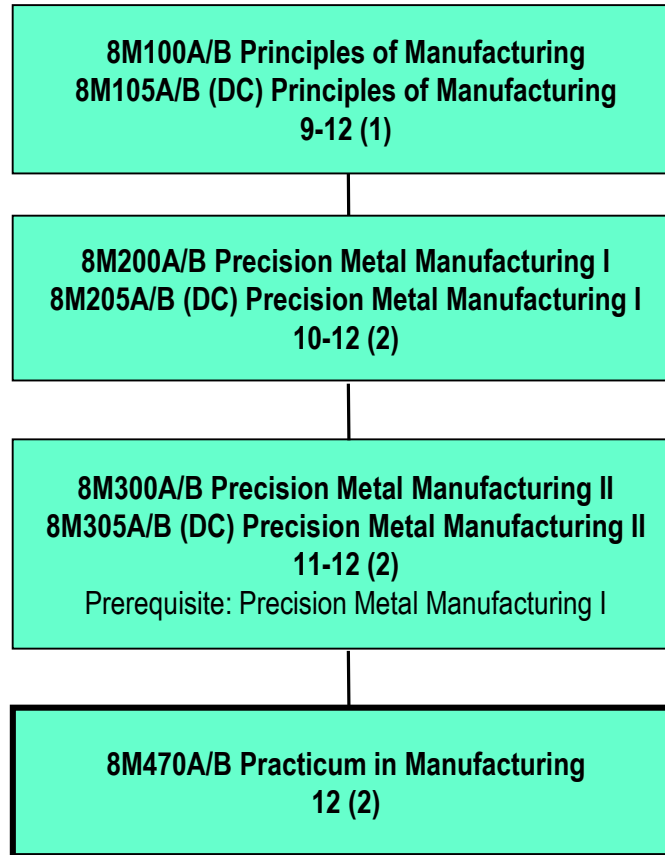 8M100A/B Principles of Manufacturing
8M105A/B (DC) Principles of Manufacturing
9-12 (1)
8M200A/B Precision Metal Manufacturing I
8M205A/B (DC) Precision Metal Manufacturing I
10-12 (2)
8M300A/B Precision Metal Manufacturing II
8M305A/B (DC) Precision Metal Manufacturing II
11-12 (2)
Prerequisite: Precision Metal Manufacturing I
8M470A/B Practicum in Manufacturing
12 (2)